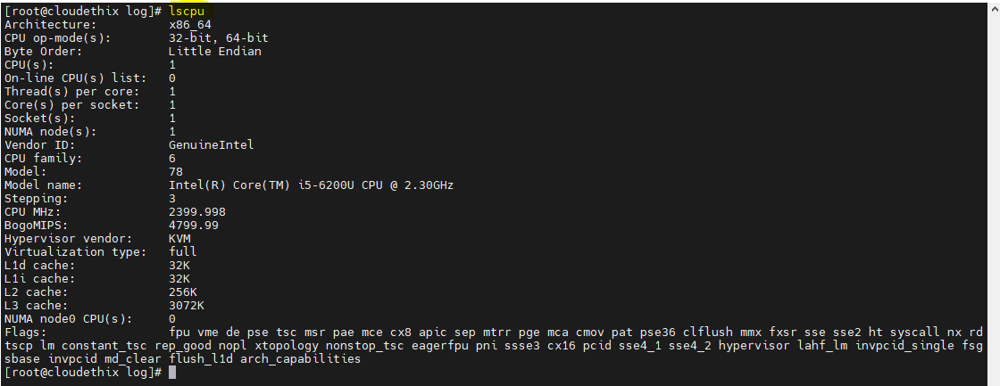 [root@cloudethix log]# lscpu
Architecture:          x86_64
CPU op-mode(s):        32-bit, 64-bit
Byte Order:            Little Endian
CPU(s):                1
On-line CPU(s) list:   0
Thread(s) per core:    1
Core(s) per socket:    1
Socket(s):             1
NUMA node(s):          1
Vendor ID:             GenuineIntel
CPU family:            6
Model:                 78
Model name:            Intel(R) Core(TM) i5-6200U CPU @ 2.30GHz
Stepping:              3
CPU MHz:               2399.998
BogoMIPS:              4799.99
Hypervisor vendor:     KVM
Virtualization type:   full
L1d cache:             32K
L1i cache:             32K
L2 cache:              256K
L3 cache:              3072K
NUMA node0 CPU(s):     0
Flags:                 fpu vme de pse tsc msr pae mce cx8 apic sep mtrr pge mca cmov pat pse36 clflush mmx fxsr sse sse2 ht syscall nx rd
tscp lm constant_tsc rep_good nopl xtopology nonstop_tsc eagerfpu pni ssse3 cx16 pcid sse4_1 sse4_2 hypervisor lahf_lm invpcid_single fsg
sbase invpcid md_clear flush_l1d arch_capabilities
[root@cloudethix log]#